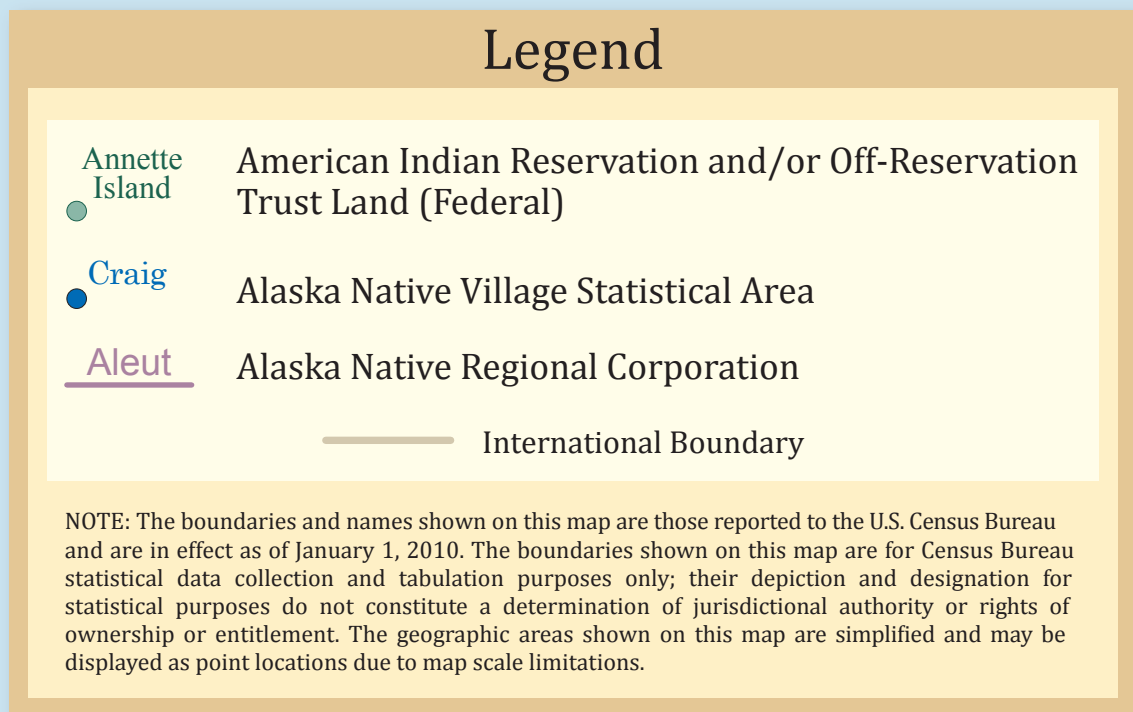 Legend
Annette
Island
American Indian Reservation and/or Off-Reservation
Trust Land (Federal)
Craig
Alaska Native Village Statistical Area
Aleut
Alaska Native Regional Corporation
International Boundary
NOTE: The boundaries and names shown on this map are those reported to the U.S. Census Bureau
and are in effect as of January 1, 2010. The boundaries shown on this map are for Census Bureau
statistical data collection and tabulation purposes only; their depiction and designation for
statistical purposes do not constitute a determination of jurisdictional authority or rights of
ownership or entitlement. The geographic areas shown on this map are simplified and may be
displayed as point locations due to map scale limitations.